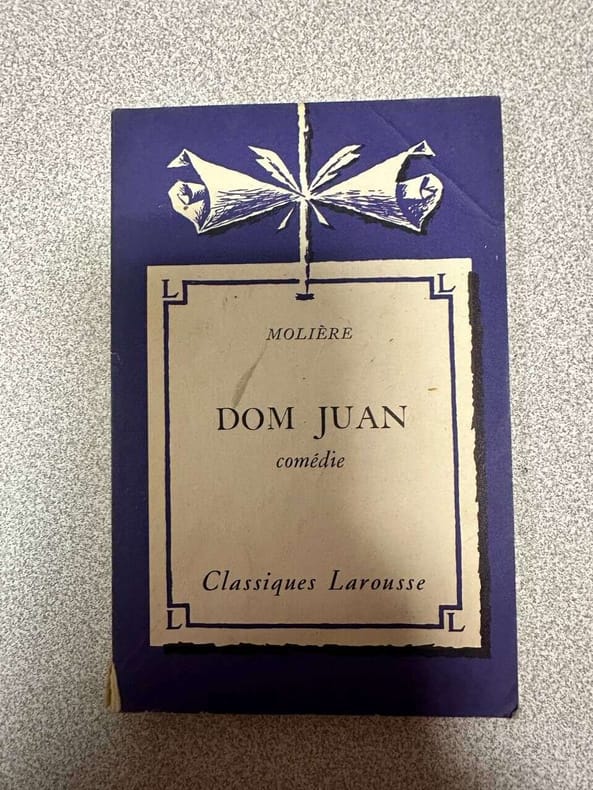 L L
MOLIÈRE
DOM JUAN
comédie
Classiques Larousse
L L